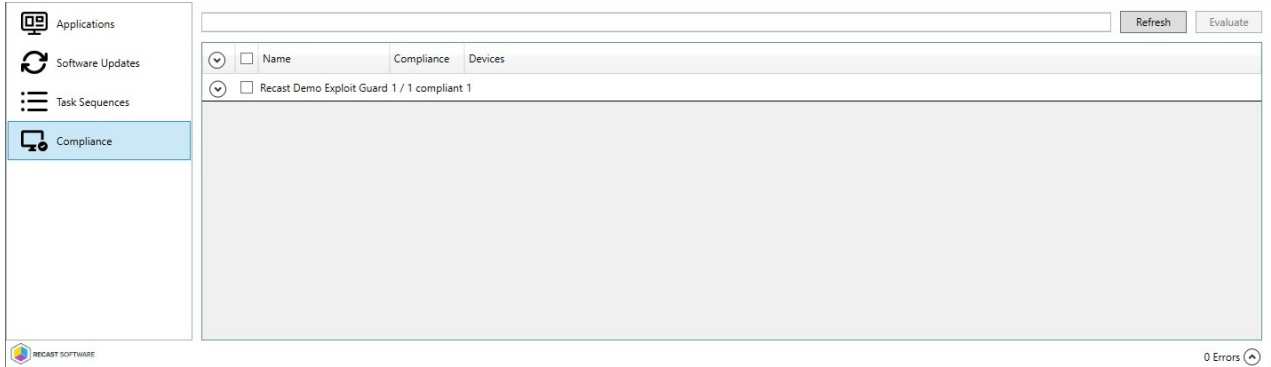 Applications
Software Updates
Task Sequences
Compliance
Refresh Evaluate
Name Compliance Devices
Recast Demo Exploit Guard 1 / 1 compliant 1
RECAST SOFTWARE
0 Errors